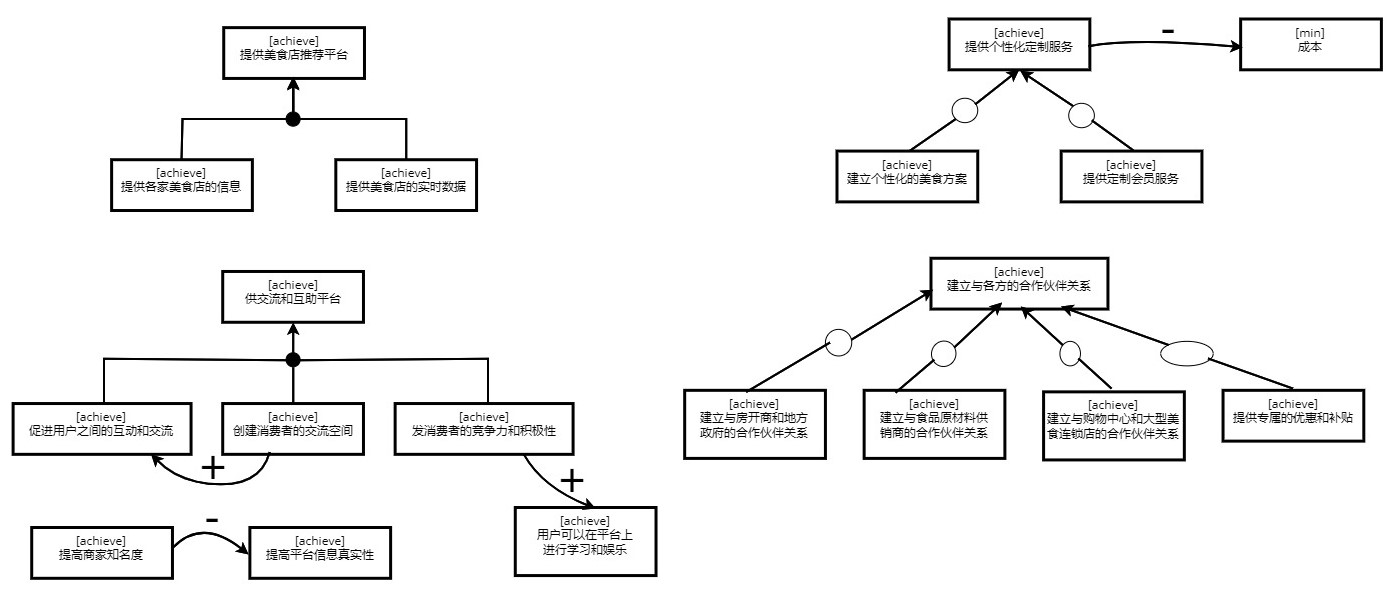 [achieve]
提供美食店推荐平台
[achieve]
提供各家美食店的信息
[achieve]
提供美食店的实时数据
[achieve]
提供个性化定制服务
-
[min]
成本
[achieve]
建立个性化的美食方案
[achieve]
提供定制会员服务
[achieve]
供交流和互助平台
[achieve]
促进用户之间的互动和交流
[achieve]
创建消费者的交流空间
[achieve]
发消费者的竞争力和积极性
+
+
[achieve]
用户可以在平台上
进行学习和娱乐
[achieve]
提高商家知名度
-
[achieve]
提高平台信息真实性
[achieve]
建立与各方的合作伙伴关系
[achieve]
建立与房开商和地方
政府的合作伙伴关系
[achieve]
建立与食品原材料供
销商的合作伙伴关系
[achieve]
建立与购物中心和大型美
食连锁店的合作伙伴关系
[achieve]
提供专属的优惠和补贴